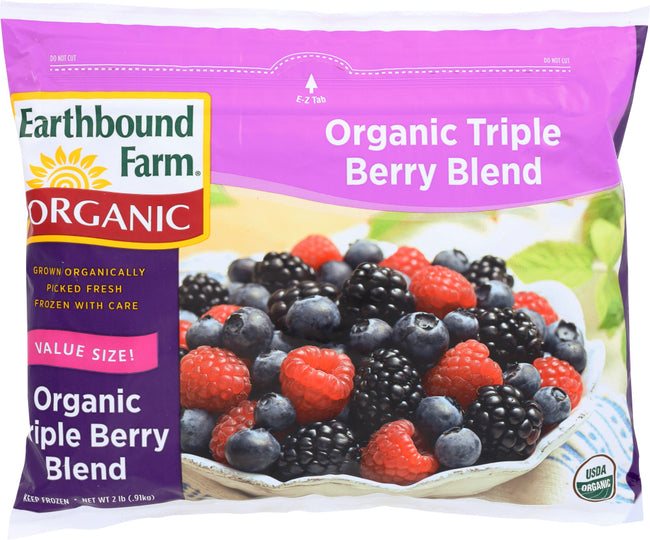 DO NOT CUT
DO NOT CUT
E-Z Tab
Organic Triple
Berry Blend
Earthbound
Farm®
ORGANIC
GROWN ORGANICALLY
PICKED FRESH
FROZEN WITH CARE
VALUE SIZE!
Organic
riple Berry
Blend
KEEP FROZEN • NET WT 2 lb (.91kg)
USDA
ORGANIC